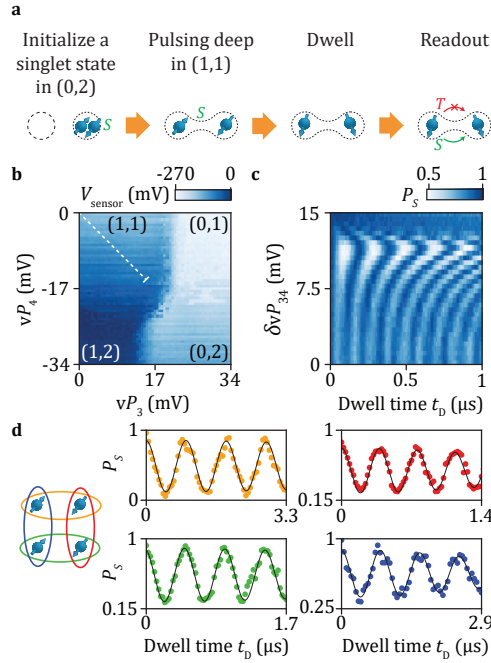 a
Initialize a singlet state in (0,2)
Pulsing deep in (1,1)
Dwell
Readout
S
S
T
S
b
V_sensor (mV)
-270 0
(1,1)
(0,1)
(1,2)
(0,2)
vP_4 (mV)
0
-17
-34
0 17 34
vP_3 (mV)
c
0.5 1
P_S
δvP_34 (mV)
15
7.5
0
0 0.5 1
Dwell time t_D (μs)
d
P_S
1
0
0 3.3
1
0.15
0 1.4
P_S
1
0.15
0 1.7
Dwell time t_D (μs)
1
0.25
0 2.9
Dwell time t_D (μs)